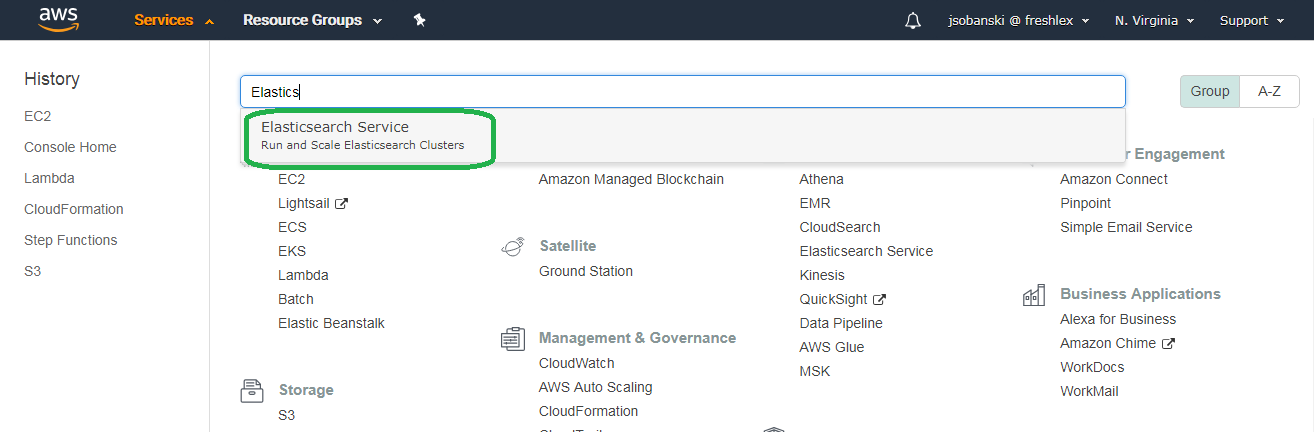 aws
Services
Resource Groups
jsobanski @ freshlex
N. Virginia
Support
History
EC2
Console Home
Lambda
CloudFormation
Step Functions
S3
Elastics
Group
A-Z
Elasticsearch Service
Run and Scale Elasticsearch Clusters
EC2
Lightsail
ECS
EKS
Lambda
Batch
Elastic Beanstalk
Storage
S3
Amazon Managed Blockchain
Satellite
Ground Station
Management & Governance
CloudWatch
AWS Auto Scaling
CloudFormation
Athena
EMR
CloudSearch
Elasticsearch Service
Kinesis
QuickSight
Data Pipeline
AWS Glue
MSK
Engagement
Amazon Connect
Pinpoint
Simple Email Service
Business Applications
Alexa for Business
Amazon Chime
WorkDocs
WorkMail